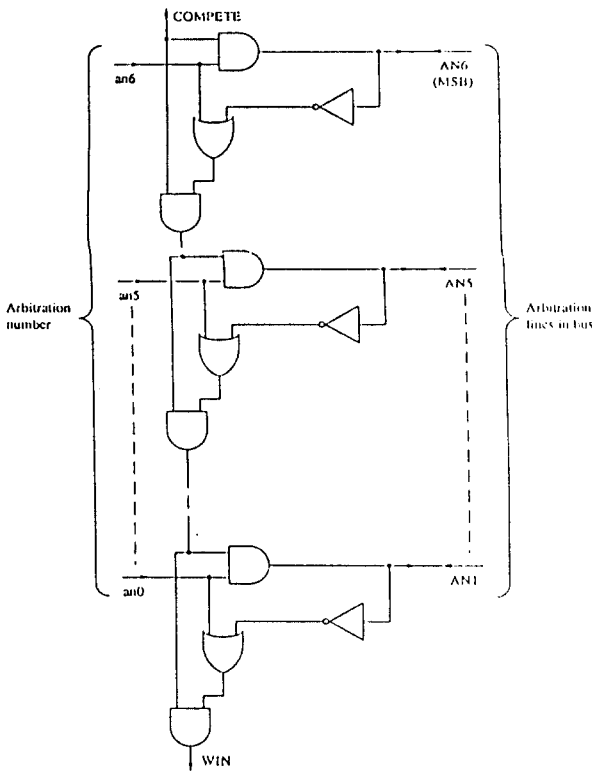 COMPETE
an6
AN6
(MSB)
an5
AN5
Arbitration
number
Arbitration
lines in bus
an0
AN1
WIN